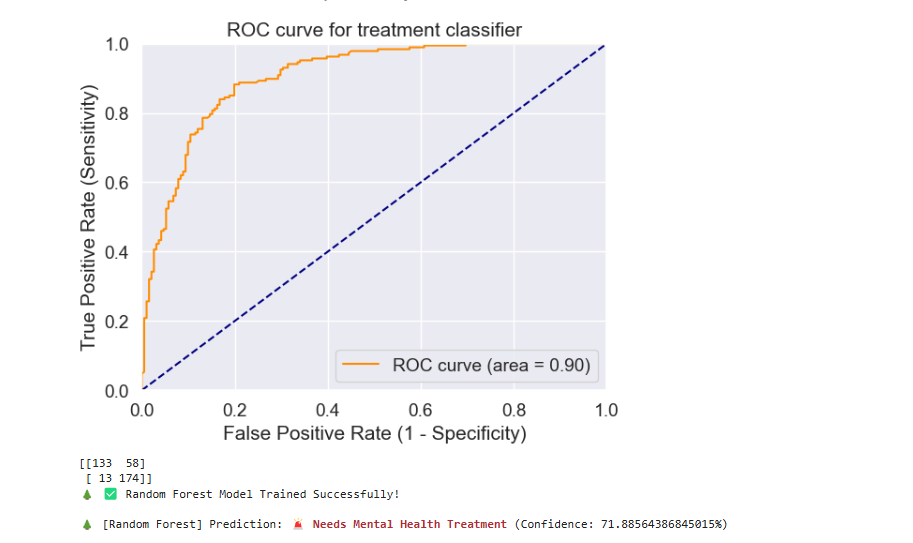 ROC curve for treatment classifier
1.0
0.8
0.6
0.4
0.2
0.0
True Positive Rate (Sensitivity)
ROC curve (area = 0.90)
0.0 0.2 0.4 0.6 0.8 1.0
False Positive Rate (1 - Specificity)
[[133  58]
 [ 13 174]]
🌲 ✅ Random Forest Model Trained Successfully!
🌲 [Random Forest] Prediction: 🚨 Needs Mental Health Treatment (Confidence: 71.88564386845015%)